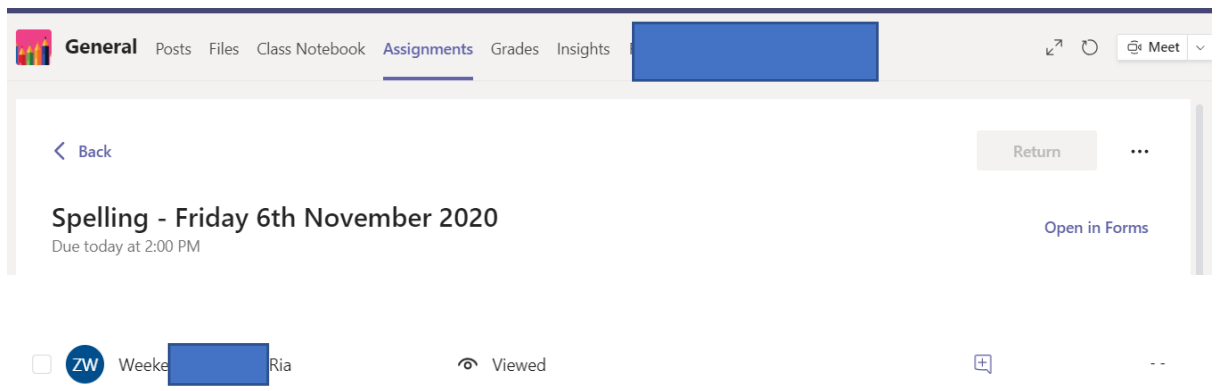 General Posts Files Class Notebook Assignments Grades Insights Meet
Back Return ...
Spelling - Friday 6th November 2020
Due today at 2:00 PM Open in Forms
ZW Weeke Ria Viewed - -